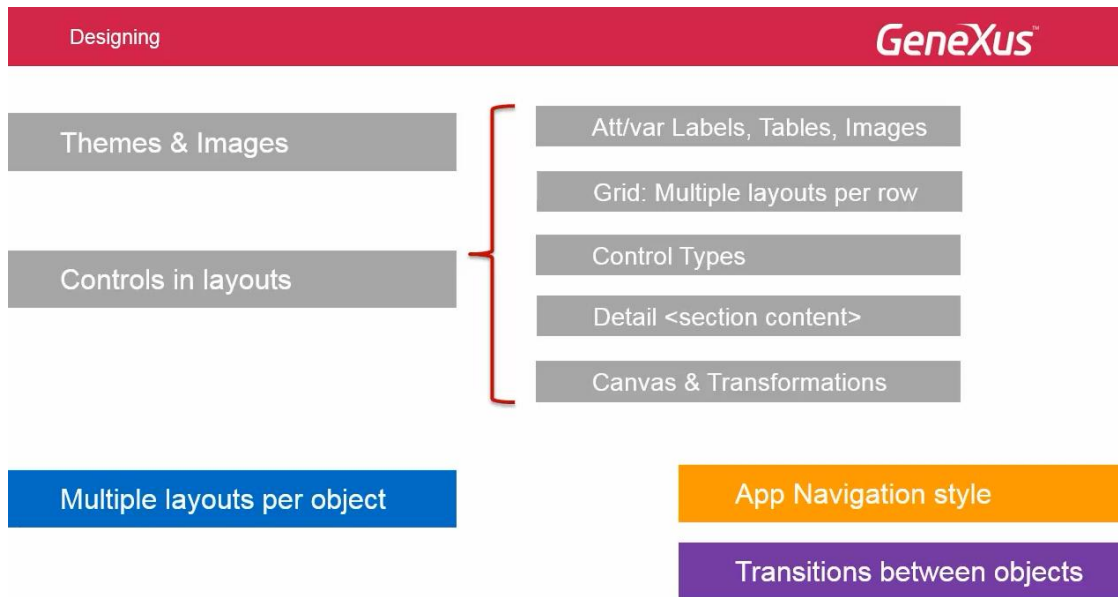 Designing
GeneXus™
Themes & Images
Controls in layouts
Att/var Labels, Tables, Images
Grid: Multiple layouts per row
Control Types
Detail <section content>
Canvas & Transformations
Multiple layouts per object
App Navigation style
Transitions between objects